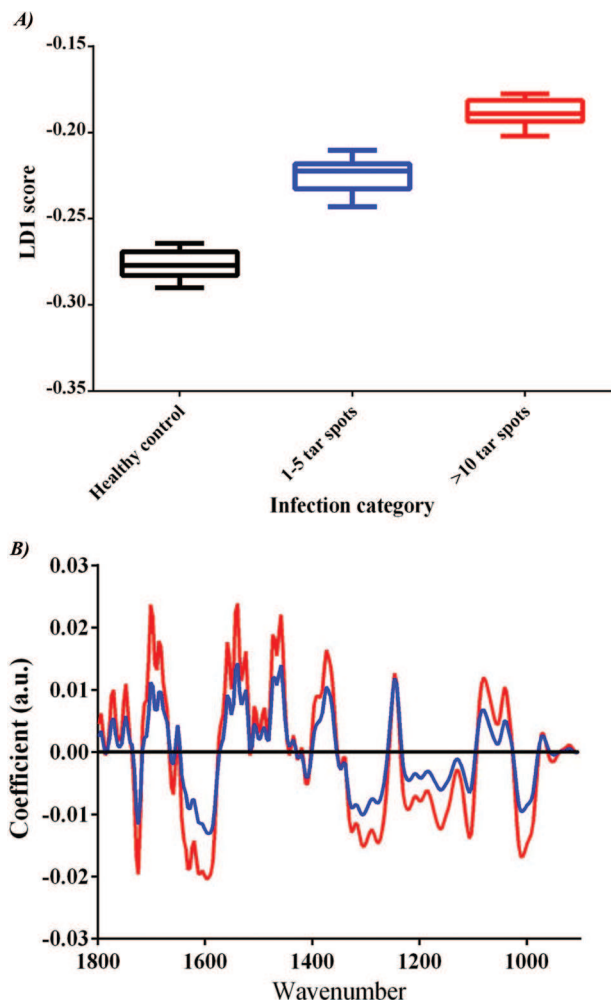 A)
-0.15
-0.20
-0.25
-0.30
-0.35
LD1 score
Healthy control
1-5 tar spots
>10 tar spots
Infection category
B)
0.03
0.02
0.01
0.00
-0.01
-0.02
-0.03
Coefficient (a.u.)
1800 1600 1400 1200 1000
Wavenumber